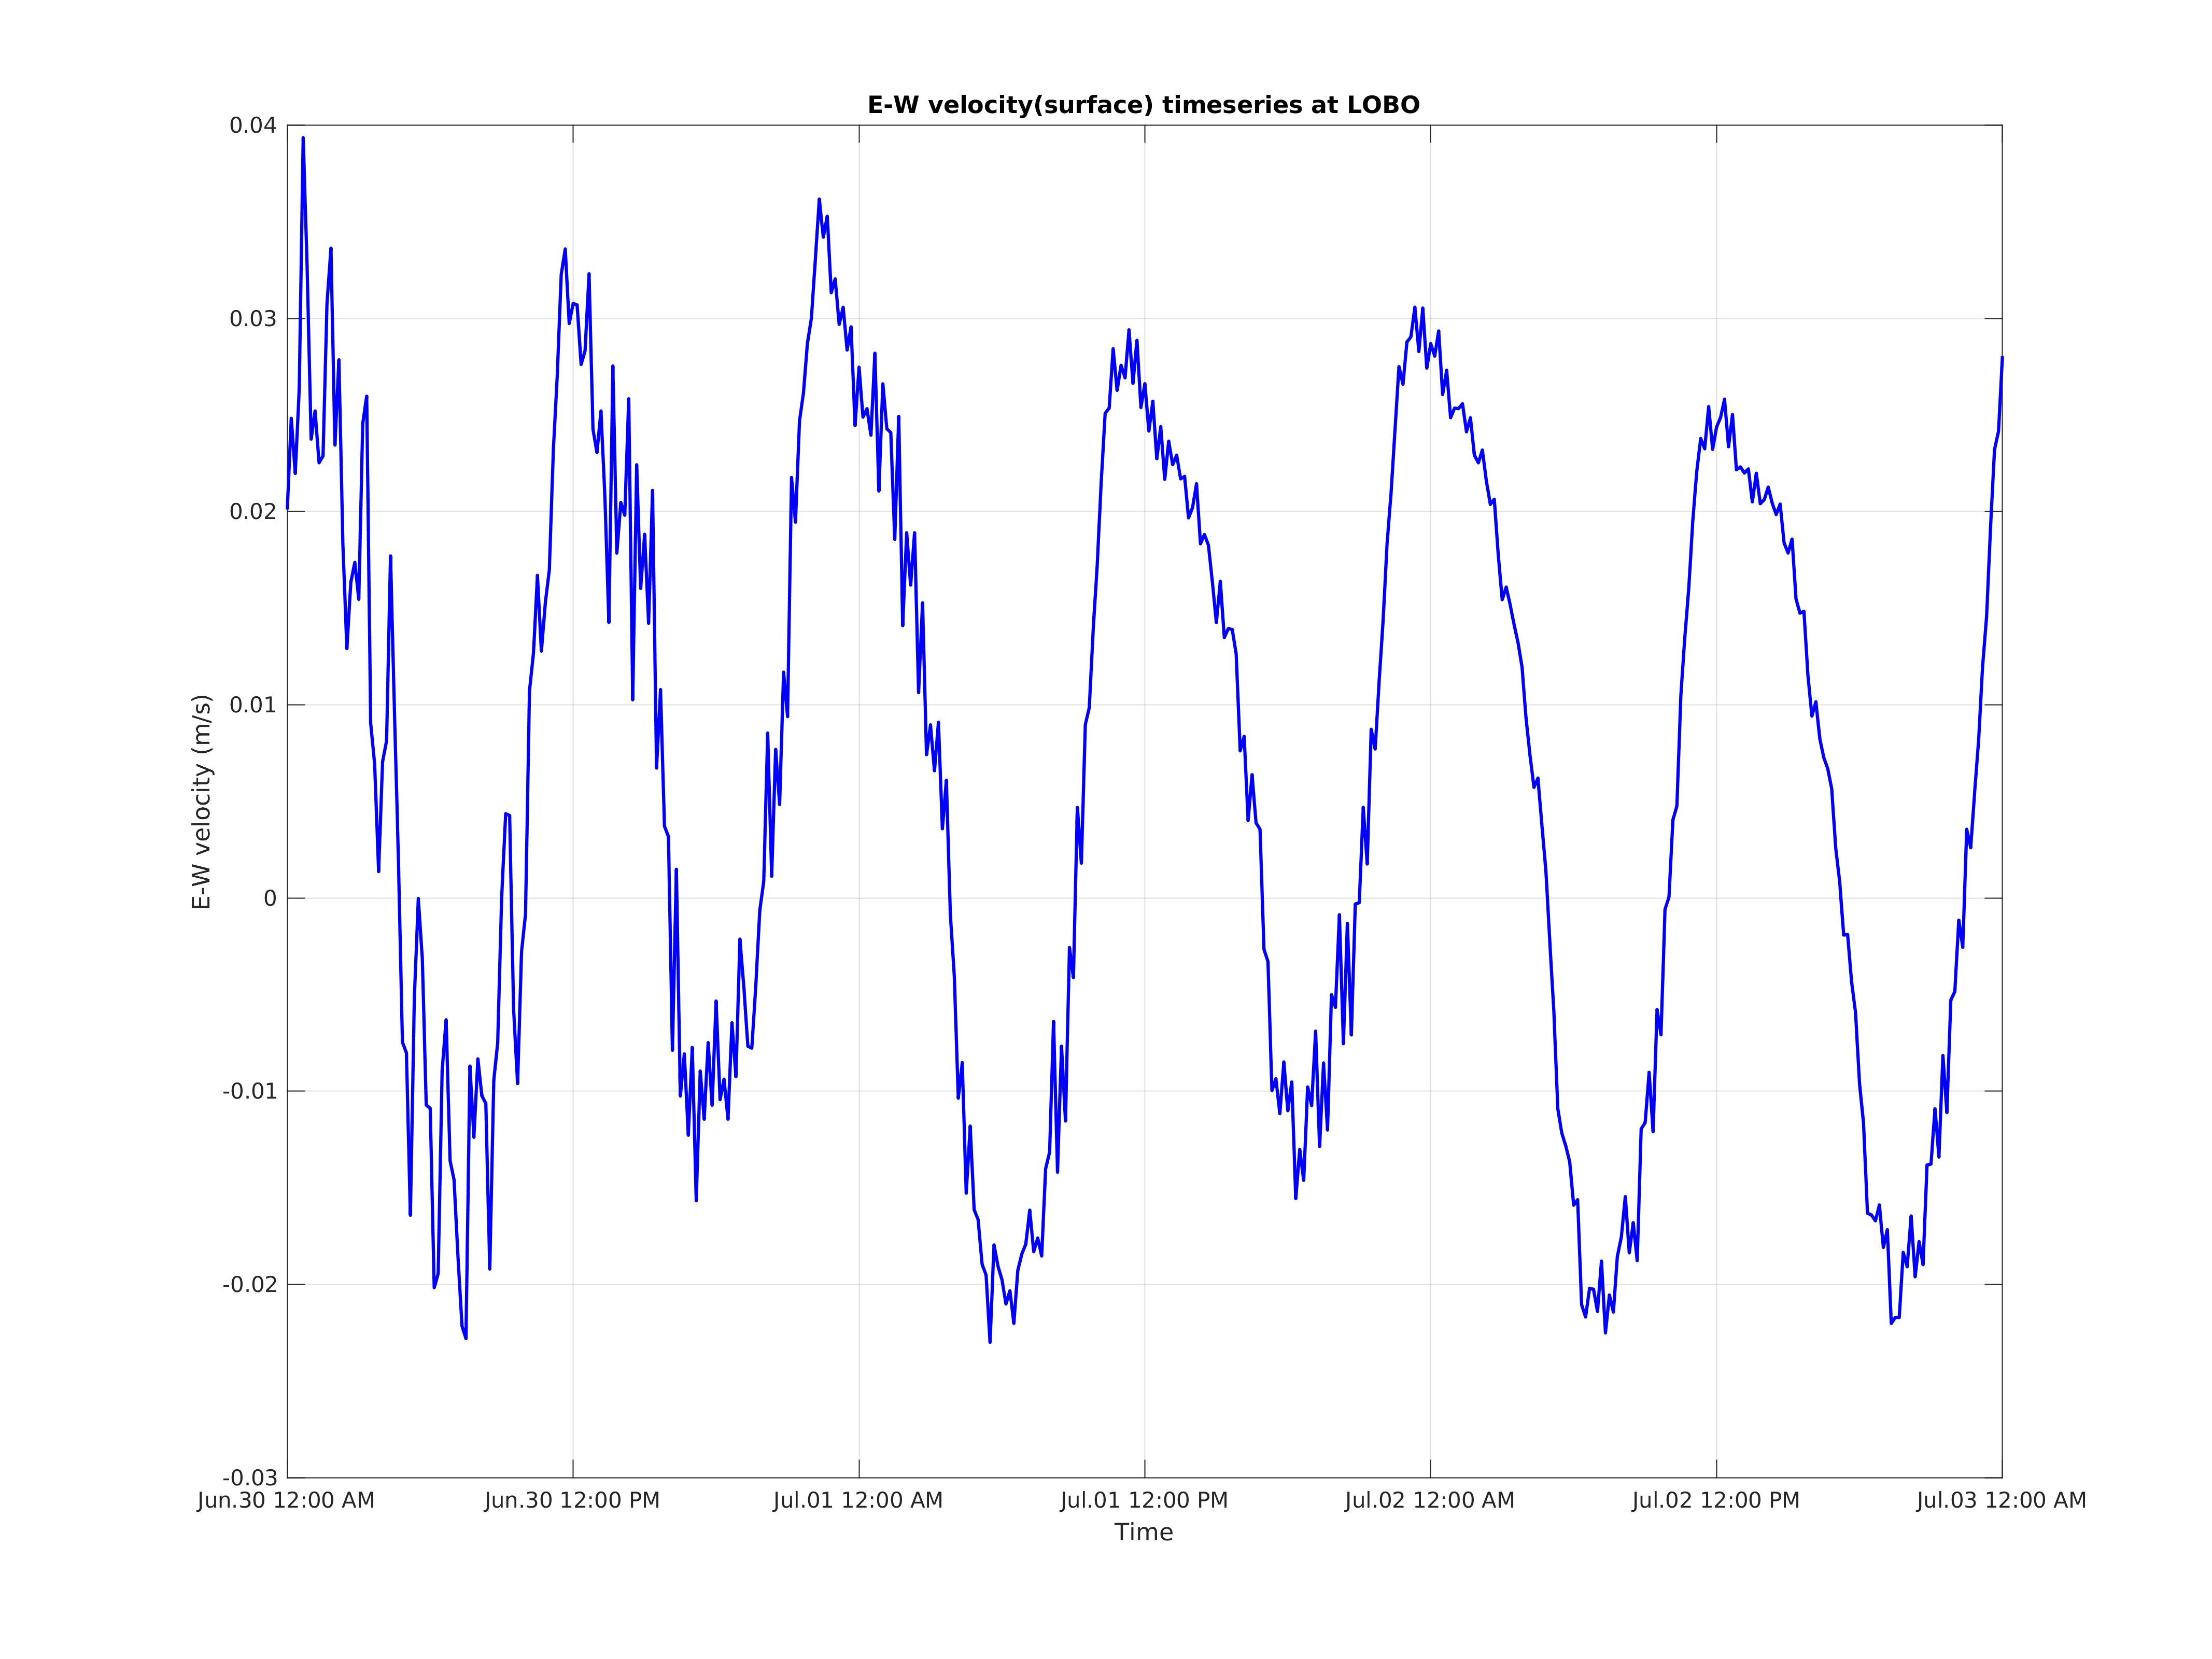 E-W velocity(surface) timeseries at LOBO
0.04
0.03
0.02
0.01
0
-0.01
-0.02
-0.03
E-W velocity (m/s)
Jun.30 12:00 AM Jun.30 12:00 PM Jul.01 12:00 AM Jul.01 12:00 PM Jul.02 12:00 AM Jul.02 12:00 PM Jul.03 12:00 AM
Time